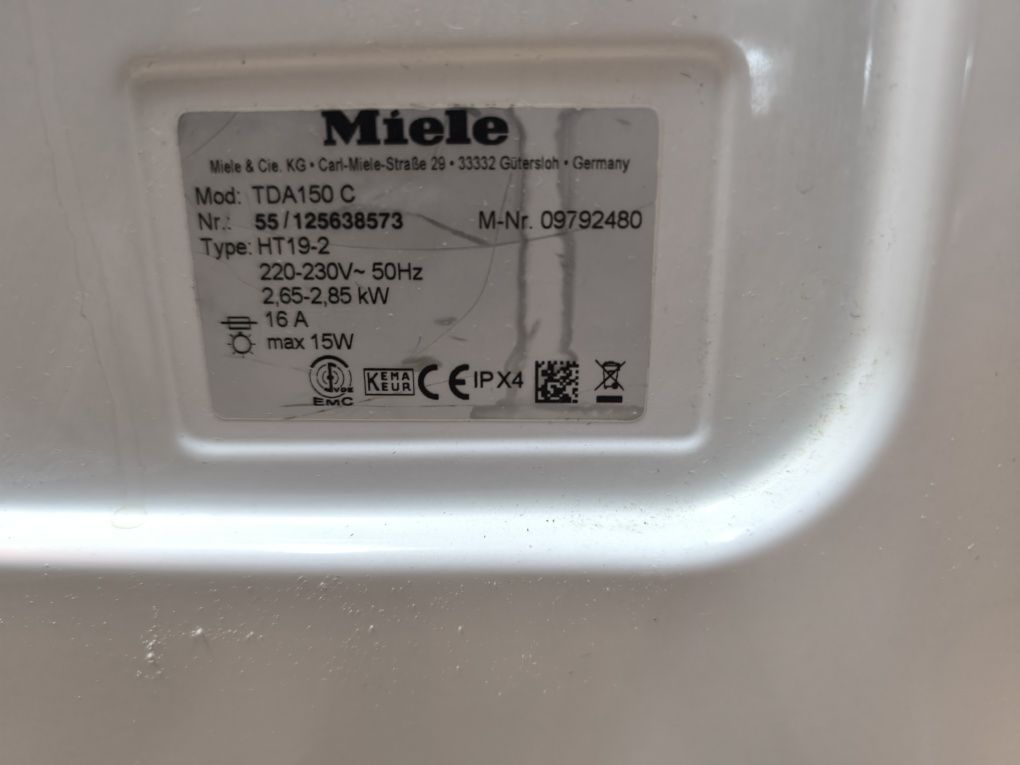 Miele
Miele & Cie. KG • Carl-Miele-Straße 29 • 33332 Gütersloh • Germany
Mod: TDA150 C
Nr.: 55/125638573 M-Nr. 09792480
Type: HT19-2
220-230V~ 50Hz
2,65-2,85 kW
16 A
max 15W
VDE
EMC
KEMA
KEUR
CE IPX4